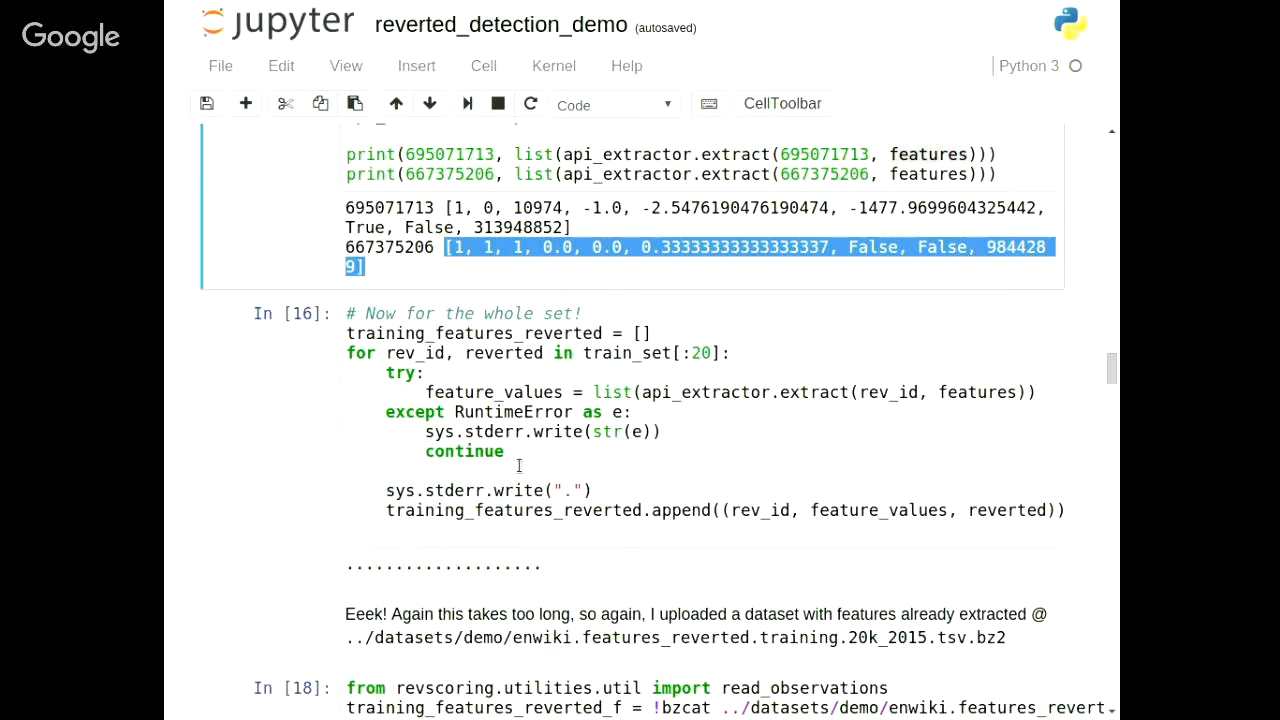 Google
jupyter reverted_detection_demo (autosaved)
File Edit View Insert Cell Kernel Help Python 3
Code CellToolbar
print(695071713, list(api_extractor.extract(695071713, features)))
print(667375206, list(api_extractor.extract(667375206, features)))
695071713 [1, 0, 10974, -1.0, -2.5476190476190474, -1477.9699604325442,
True, False, 313948852]
667375206 [1, 1, 1, 0.0, 0.0, 0.33333333333333337, False, False, 984428
9]
In [16]: # Now for the whole set!
training_features_reverted = []
for rev_id, reverted in train_set[:20]:
try:
feature_values = list(api_extractor.extract(rev_id, features))
except RuntimeError as e:
sys.stderr.write(str(e))
continue
sys.stderr.write(".")
training_features_reverted.append((rev_id, feature_values, reverted))
....................
Eeek! Again this takes too long, so again, I uploaded a dataset with features already extracted @
../datasets/demo/enwiki.features_reverted.training.20k_2015.tsv.bz2
In [18]: from revscoring.utilities.util import read_observations
training_features_reverted_f = !bzcat ../datasets/demo/enwiki.features_revert